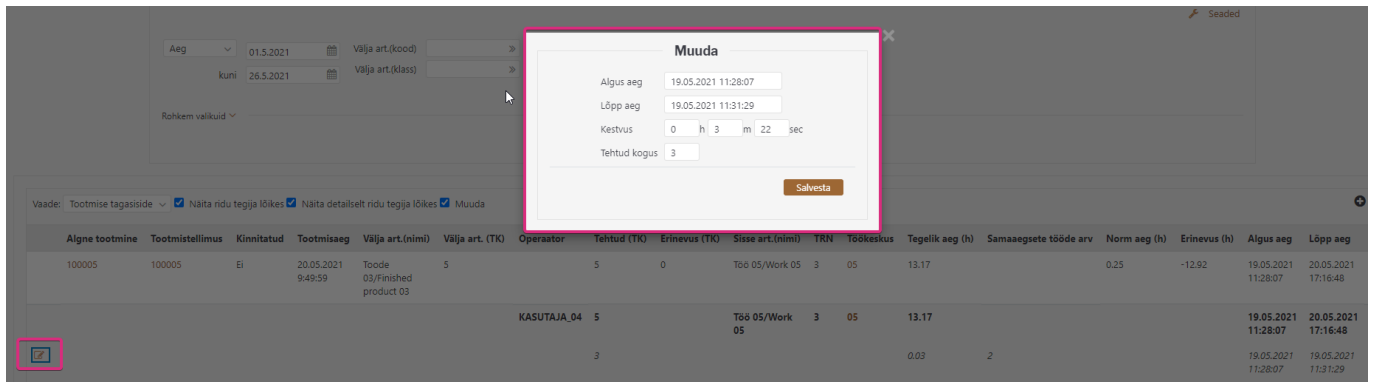 Seaded
Aeg 01.5.2021 Välja art.(kood) »
kuni 26.5.2021 Välja art.(klass) »
Rohkem valikuid
Muuda
Algus aeg 19.05.2021 11:28:07
Lõpp aeg 19.05.2021 11:31:29
Kestvus 0 h 3 m 22 sec
Tehtud kogus 3
Salvesta
Vaade: Tootmise tagasiside Näita ridu tegija lõikes Näita detailselt ridu tegija lõikes Muuda
Algne tootmine Tootmistellimus Kinnitatud Tootmisaeg Välja art.(nimi) Välja art. (TK) Operaator Tehtud (TK) Erinevus (TK) Sisse art.(nimi) TRN Töökeskus Tegelik aeg (h) Samaaegsete tööde arv Norm aeg (h) Erinevus (h) Algus aeg Lõpp aeg
100005 100005 Ei 20.05.2021 Toode 5 5 0 Töö 05/Work 05 3 05 13.17 0.25 -12.92 19.05.2021 20.05.2021
9:49:59 03/Finished 11:28:07 17:16:48
product 03
KASUTAJA_04 5 Töö 05/Work 3 05 13.17 19.05.2021 20.05.2021
05 11:28:07 17:16:48
3 0.03 2 19.05.2021 19.05.2021
11:28:07 11:31:29